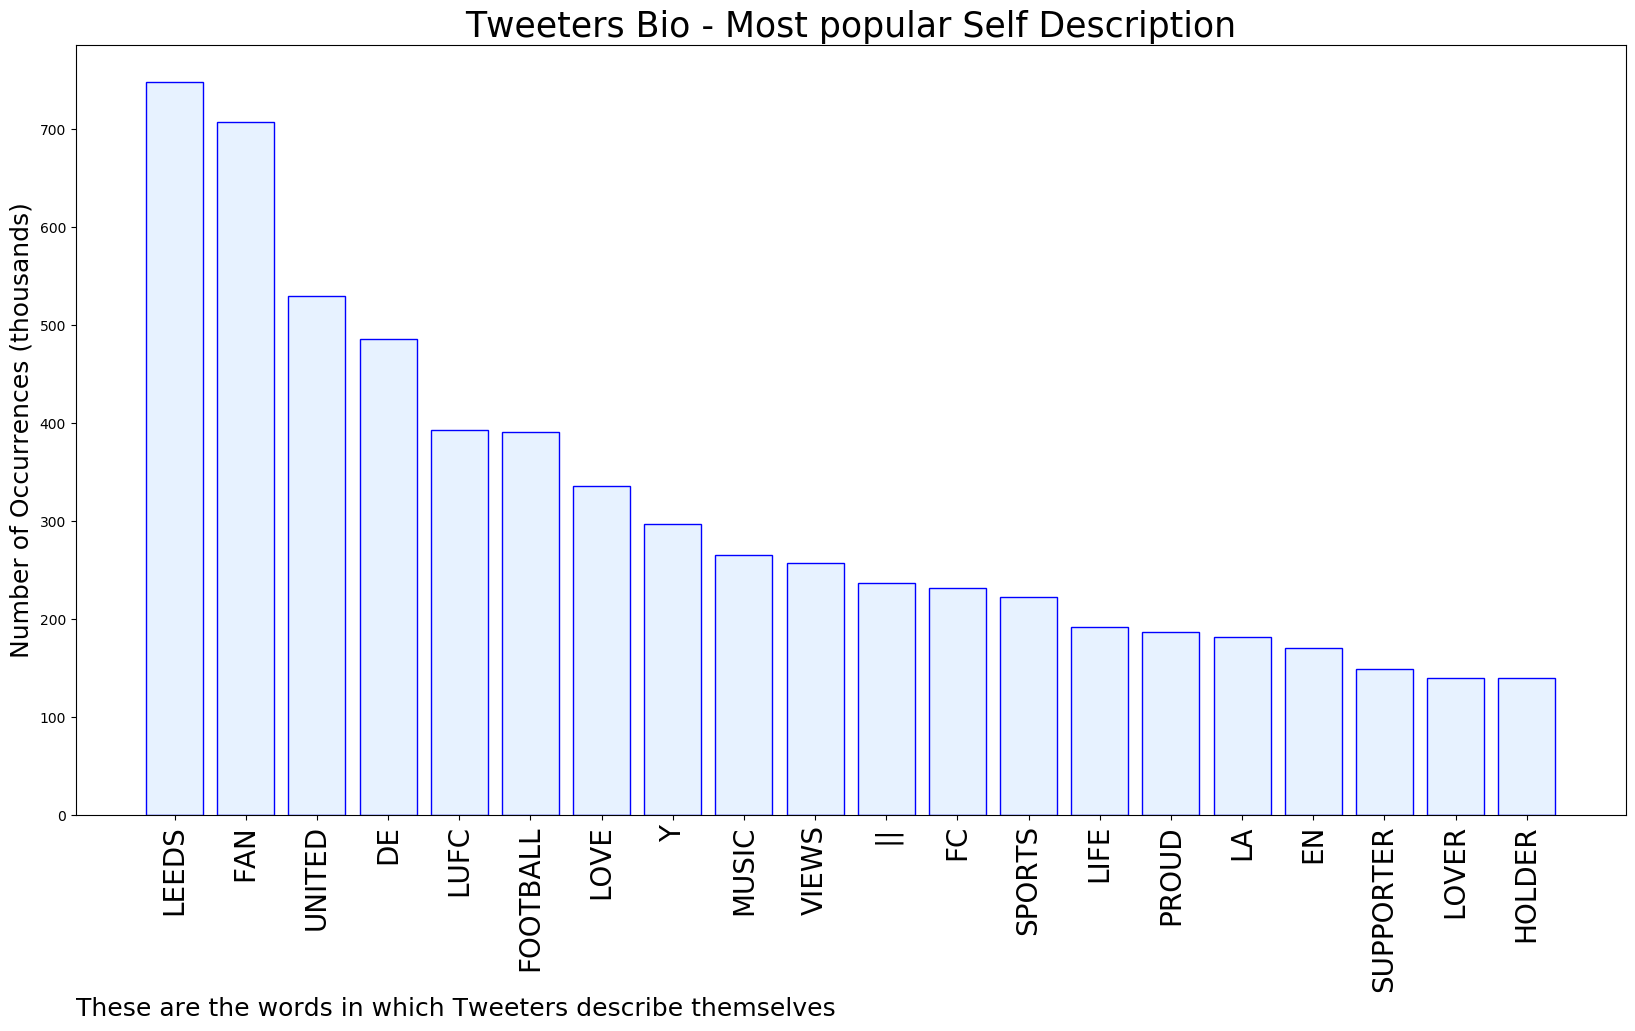 Tweeters Bio - Most popular Self Description
Number of Occurrences (thousands)
700
600
500
400
300
200
100
0
LEEDS
FAN
UNITED
DE
LUFC
FOOTBALL
LOVE
Y
MUSIC
VIEWS
||
FC
SPORTS
LIFE
PROUD
LA
EN
SUPPORTER
LOVER
HOLDER
These are the words in which Tweeters describe themselves